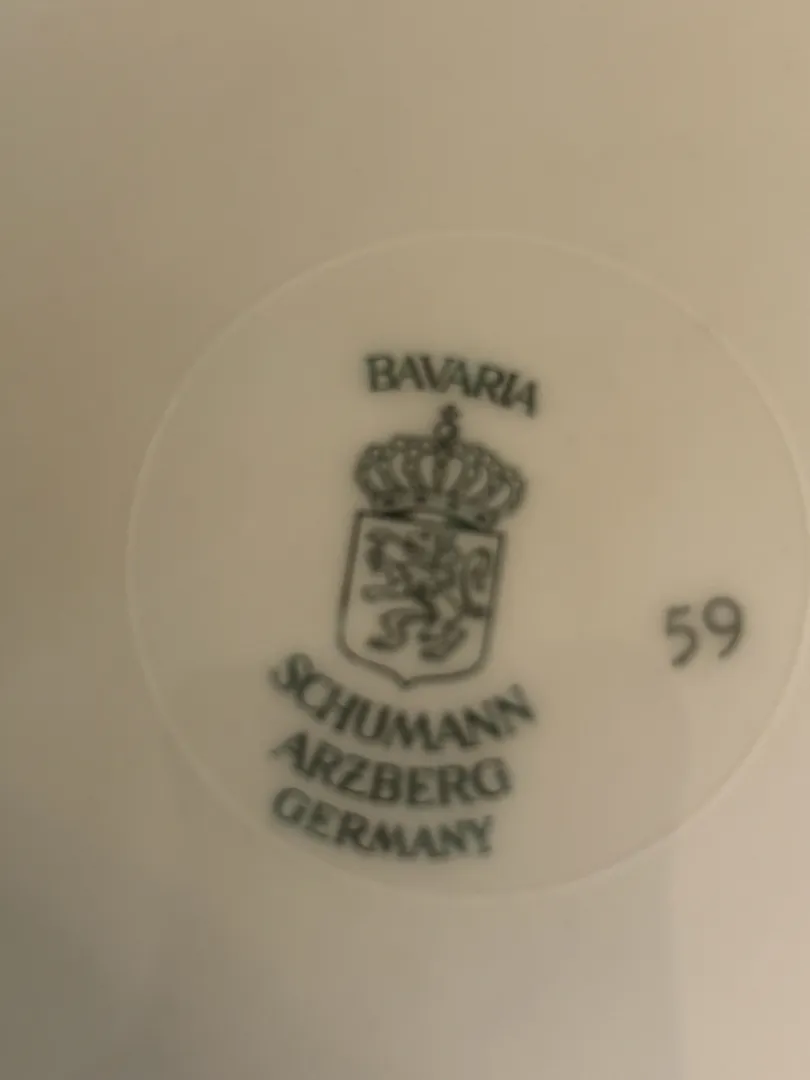 BAVARIA
59
SCHUMANN
ARZBERG
GERMANY